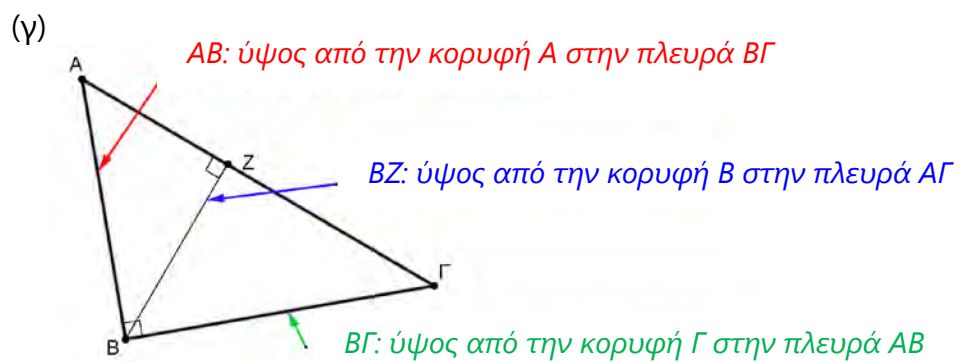 (γ)
ΑΒ: ύψος από την κορυφή Α στην πλευρά ΒΓ
Α
Ζ
ΒΖ: ύψος από την κορυφή Β στην πλευρά ΑΓ
Γ
Β
ΒΓ: ύψος από την κορυφή Γ στην πλευρά ΑΒ